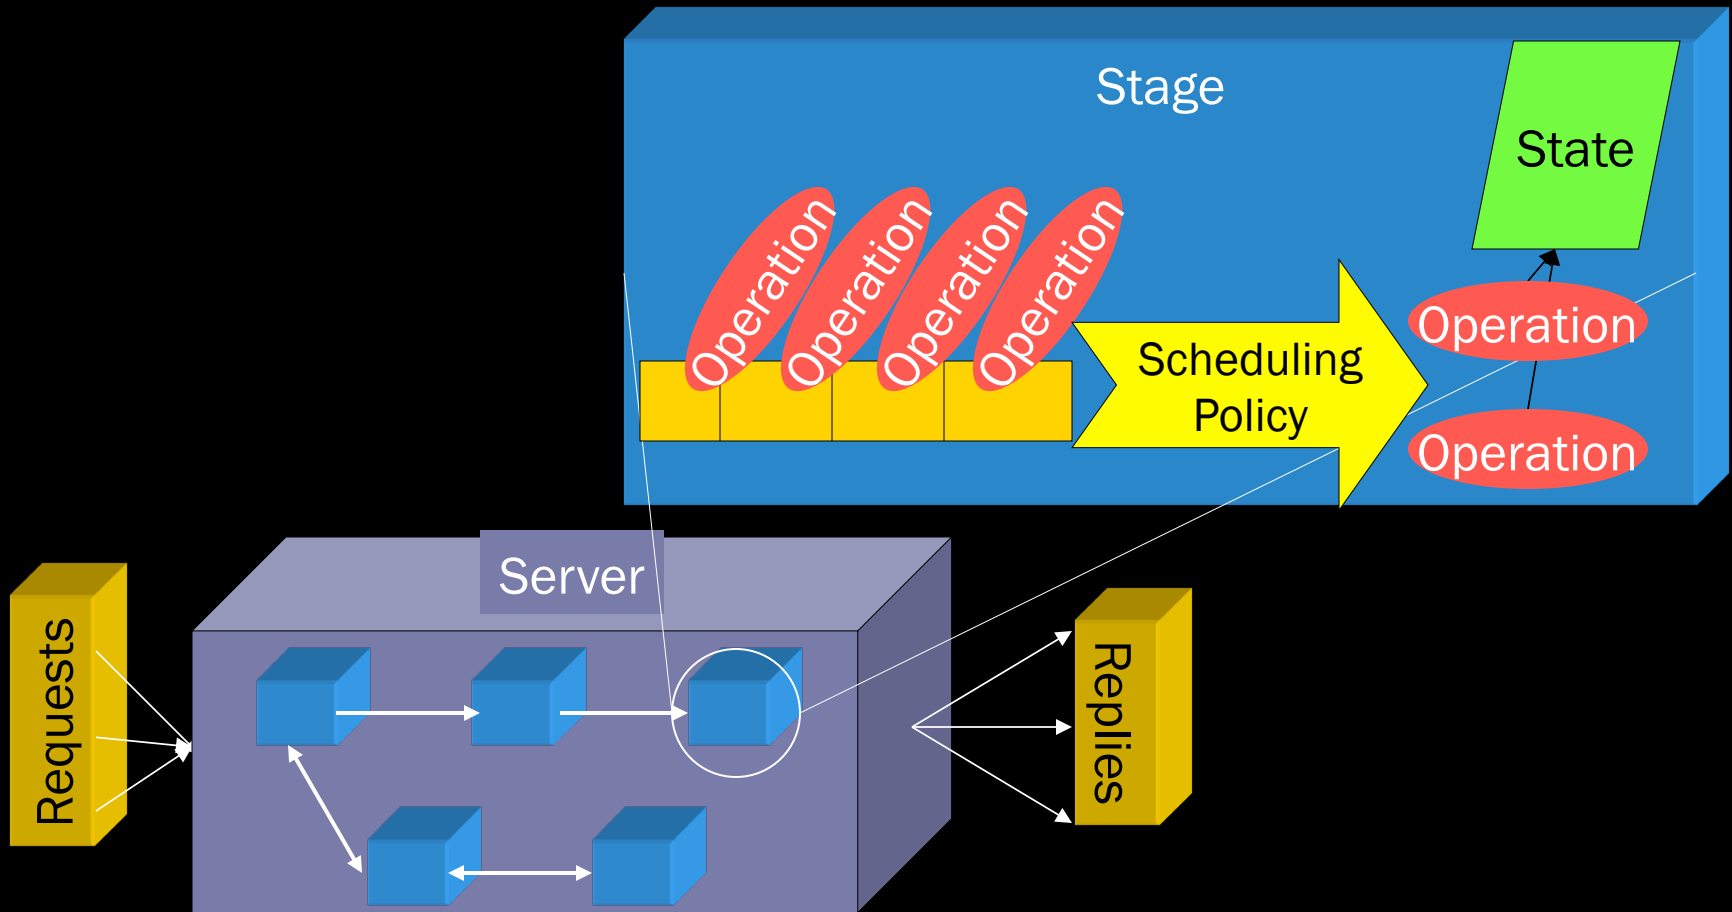 Stage
State
Operation
Operation
Operation
Operation
Scheduling
Policy
Operation
Operation
Server
Requests
Replies